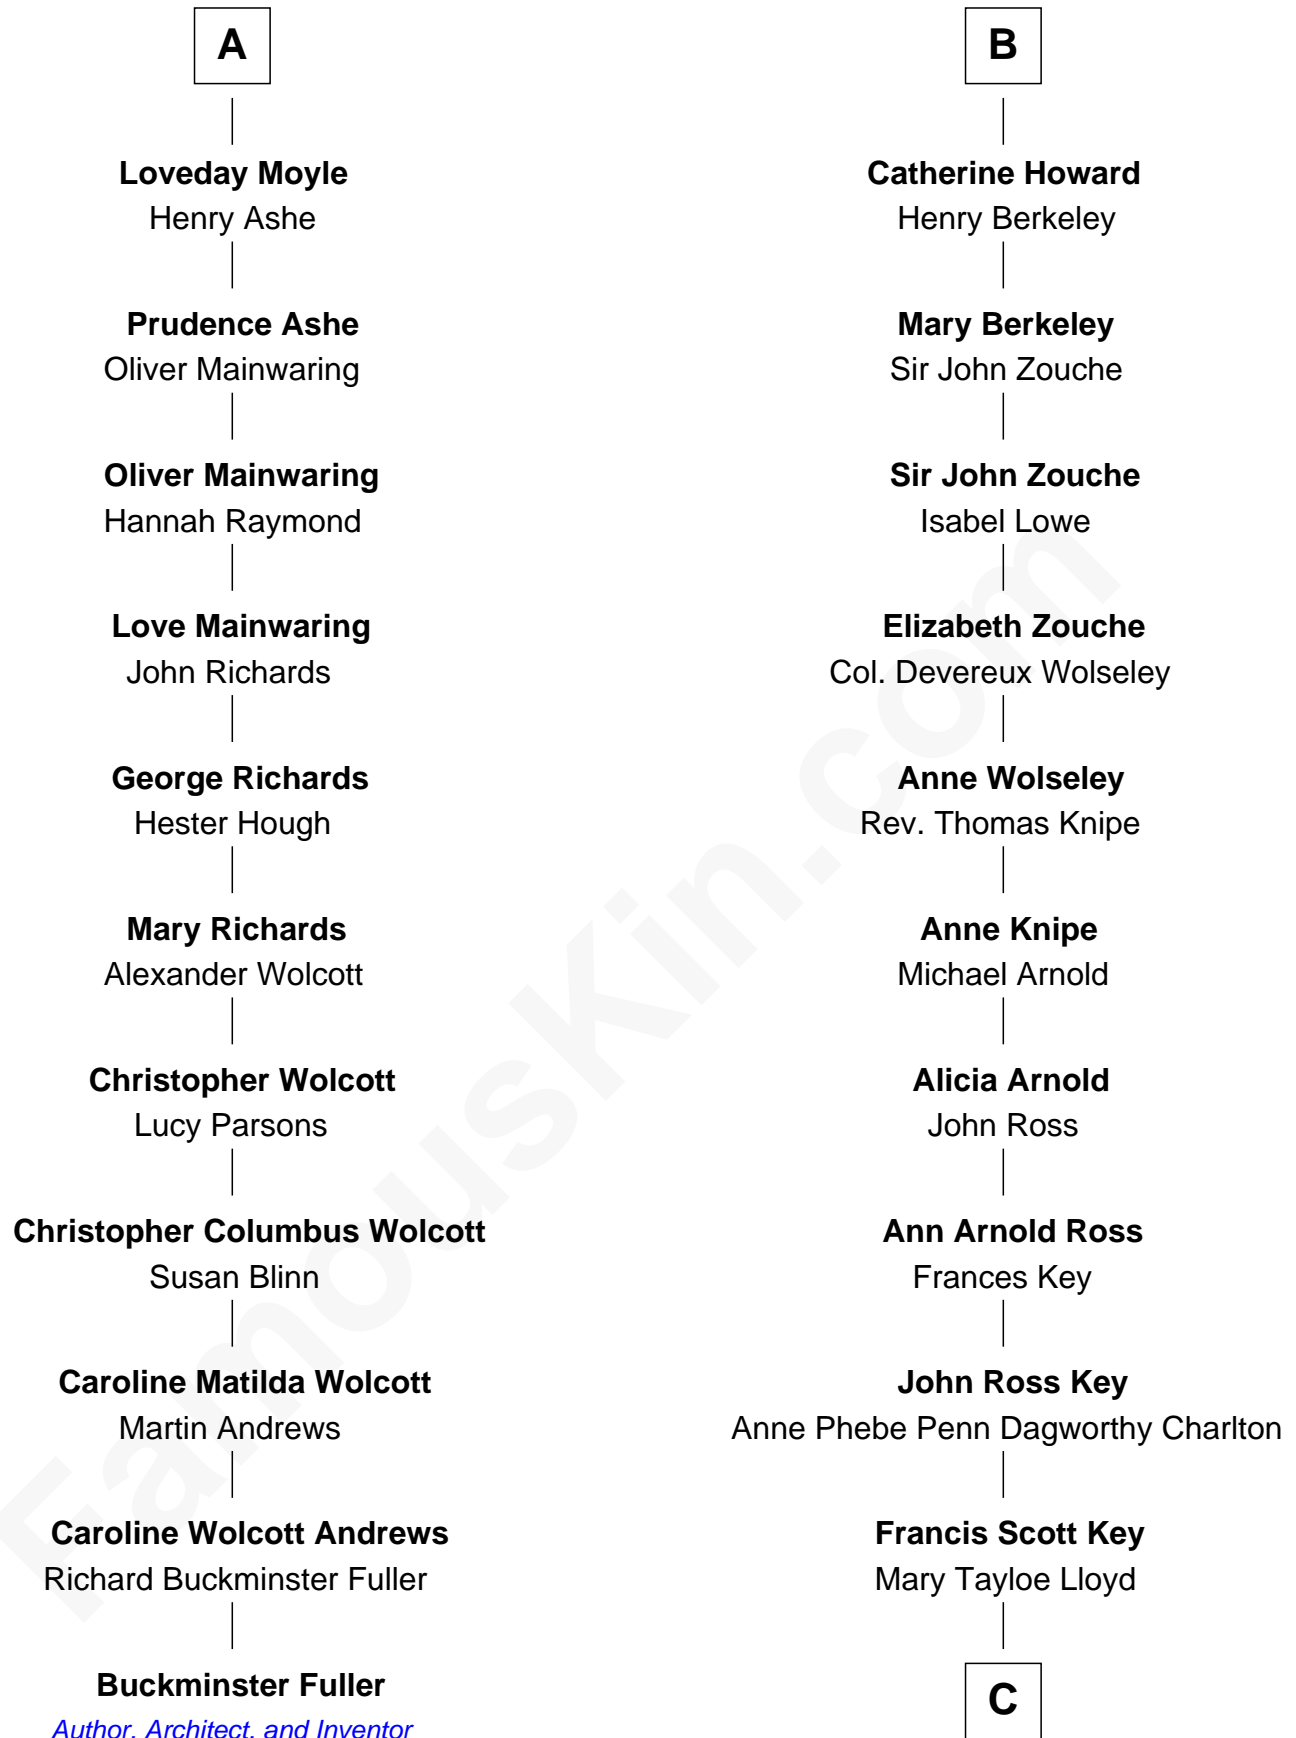 A
Loveday Moyle
Henry Ashe
Prudence Ashe
Oliver Mainwaring
Oliver Mainwaring
Hannah Raymond
Love Mainwaring
John Richards
George Richards
Hester Hough
Mary Richards
Alexander Wolcott
Christopher Wolcott
Lucy Parsons
Christopher Columbus Wolcott
Susan Blinn
Caroline Matilda Wolcott
Martin Andrews
Caroline Wolcott Andrews
Richard Buckminster Fuller
Buckminster Fuller
Author, Architect, and Inventor
B
Catherine Howard
Henry Berkeley
Mary Berkeley
Sir John Zouche
Sir John Zouche
Isabel Lowe
Elizabeth Zouche
Col. Devereux Wolseley
Anne Wolseley
Rev. Thomas Knipe
Anne Knipe
Michael Arnold
Alicia Arnold
John Ross
Ann Arnold Ross
Frances Key
John Ross Key
Anne Phebe Penn Dagworthy Charlton
Francis Scott Key
Mary Tayloe Lloyd
C
FamousKin.com